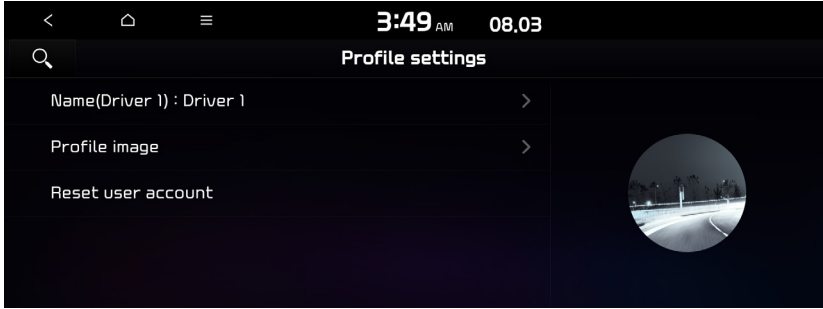 3:49 AM 08.03
Profile settings
Name(Driver 1) : Driver 1
Profile image
Reset user account